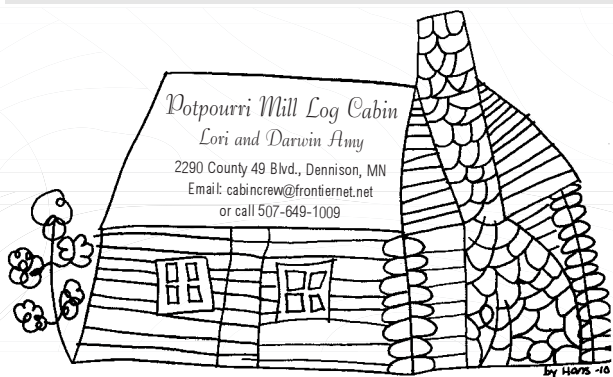 Potpourri Mill Log Cabin
Lori and Darwin Amy
2290 County 49 Blvd., Dennison, MN
Email: cabincrew@frontiernet.net
or call 507-649-1009
by Hans -10